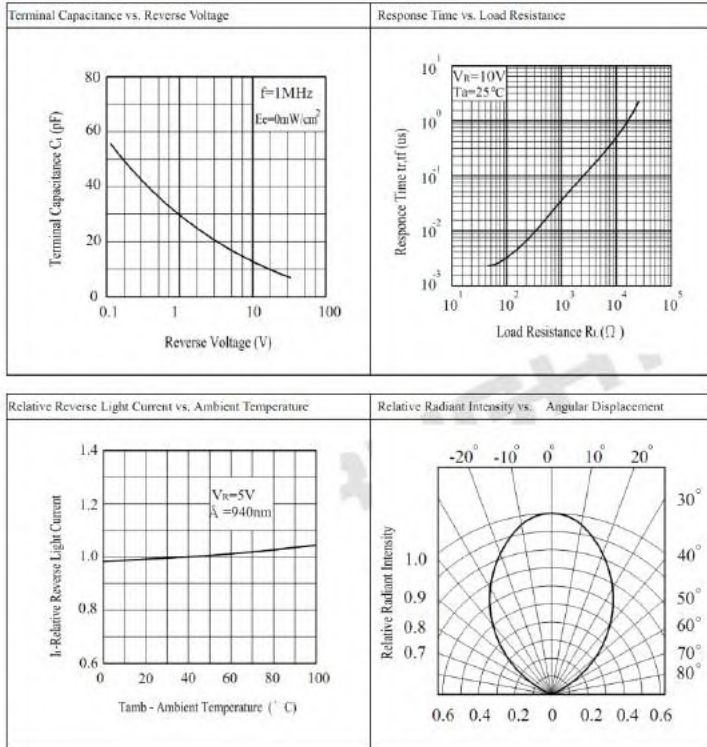 Terminal Capacitance vs. Reverse Voltage
80
60
40
20
0
Terminal Capacitance Ct (pF)
f=1MHz
Ee=0mW/cm²
0.1
1
10
100
Reverse Voltage (V)
Response Time vs. Load Resistance
10¹
10⁰
10⁻¹
10⁻²
10⁻³
Responce Time tr,tf (us)
VR=10V
Ta=25℃
10¹
10²
10³
10⁴
10⁵
Load Resistance RL (Ω )
Relative Reverse Light Current vs. Ambient Temperature
1.4
1.2
1.0
0.8
0.6
-Relative Reverse Light Current
VR=5V
Å =940nm
0
20
40
60
80
100
Tamb - Ambient Temperature (° C)
Relative Radiant Intensity vs. Angular Displacement
-20° -10° 0° 10° 20°
30°
40°
50°
60°
70°
80°
Relative Radiant Intensity
1.0
0.9
0.8
0.7
0.6 0.4 0.2 0 0.2 0.4 0.6